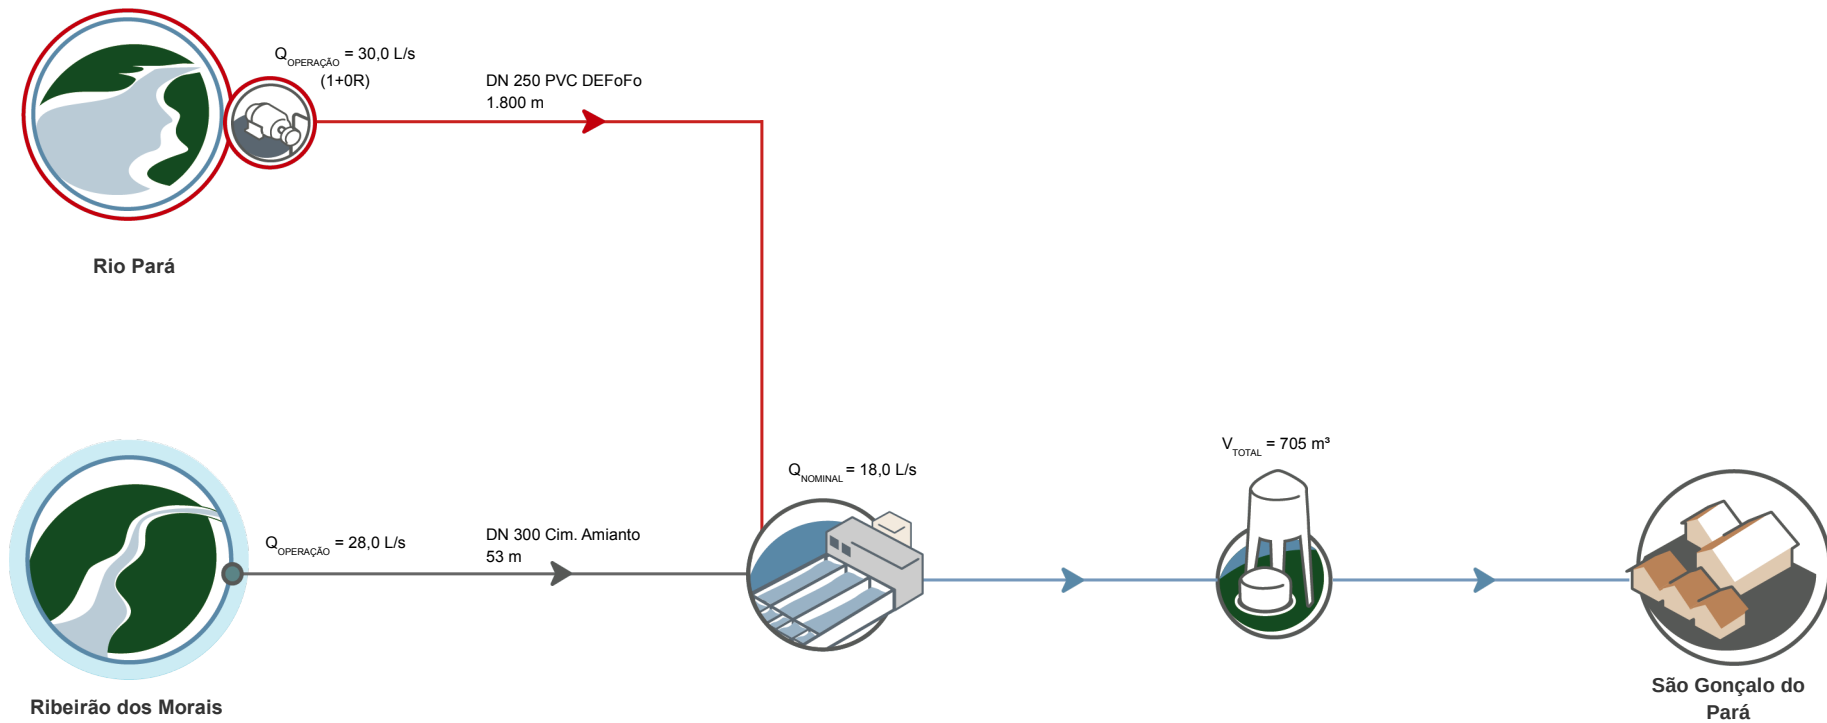 Q OPERAÇÃO = 30,0 L/s
(1+0R)
DN 250 PVC DEFoFo
1.800 m
Rio Pará
Q OPERAÇÃO = 28,0 L/s
DN 300 Cim. Amianto
53 m
Q NOMINAL = 18,0 L/s
V TOTAL = 705 m³
Ribeirão dos Morais
São Gonçalo do
Pará